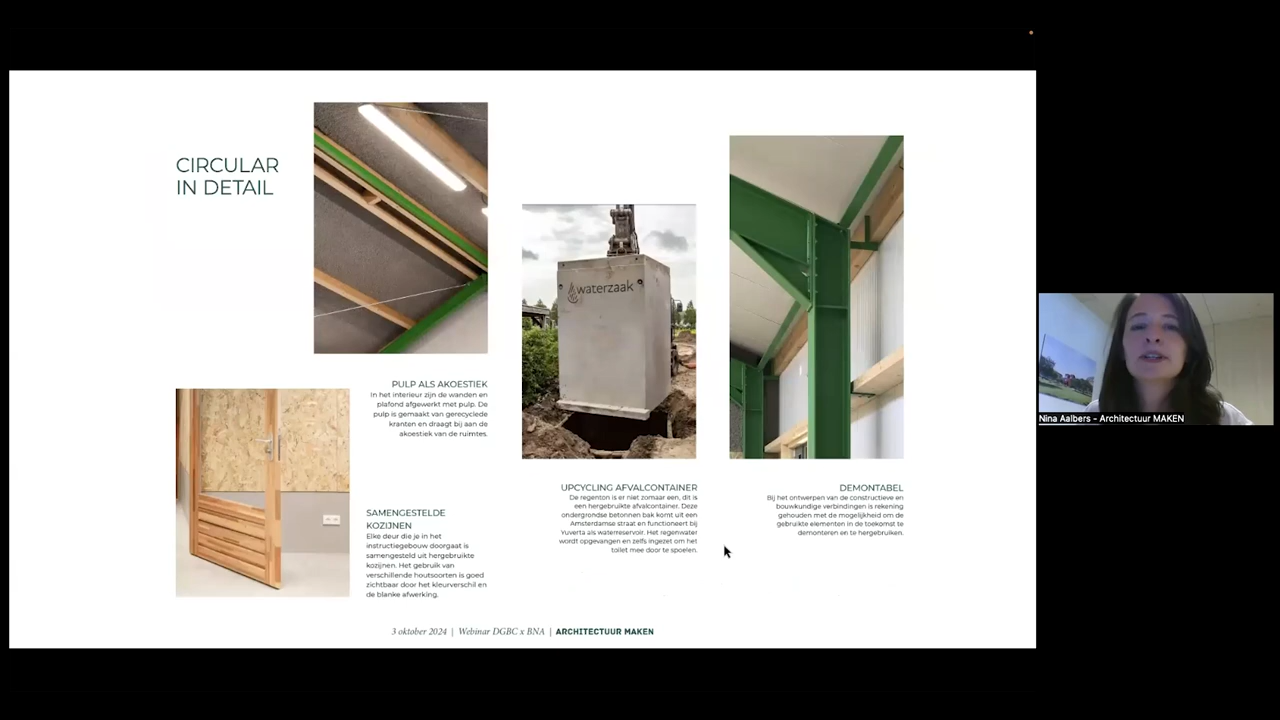 CIRCULAR
IN DETAIL
PULP ALS AKOESTIEK
In het interieur zijn de wanden en
plafond afgewerkt met pulp. De
pulp is gemaakt van gerecyclede
kranten en draagt bij aan de
akoestiek van de ruimtes.
SAMENGESTELDE
KOZIJNEN
Elke deur die je in het
instructiegebouw doorgaat is
samengesteld uit hergebruikte
kozijnen. Het gebruik van
verschillende houtsoorten is goed
zichtbaar door het kleurverschil en
de blanke afwerking.
waterzaak
UPCYCLING AFVALCONTAINER
De regenton is er niet zomaar een, dit is
een hergebruikte afvalcontainer. Deze
ondergrondse betonnen bak komt uit een
Amsterdamse straat en functioneert bij
Yuverta als waterreservoir. Het regenwater
wordt opgevangen en zelfs ingezet om het
toilet mee door te spoelen.
DEMONTABEL
Bij het ontwerpen van de constructieve en
bouwkundige verbindingen is rekening
gehouden met de mogelijkheid om de
gebruikte elementen in de toekomst te
demonteren en te hergebruiken.
3 oktober 2024 | Webinar DGBC x BNA | ARCHITECTUUR MAKEN
Nina Aalbers - Architectuur MAKEN